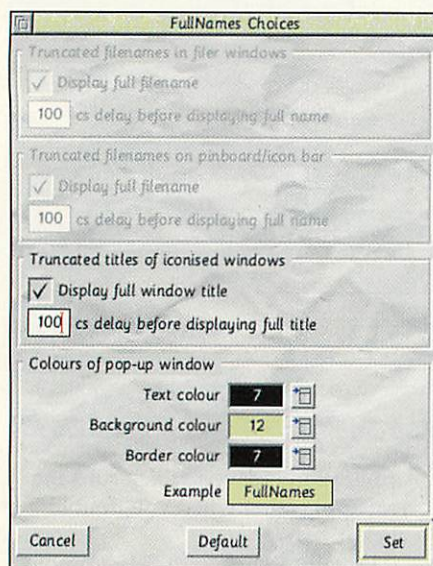 FullNames Choices
Truncated filenames in filer windows
Display full filename
100 cs delay before displaying full name
Truncated filenames on pinboard/icon bar
Display full filename
100 cs delay before displaying full name
Truncated titles of iconised windows
Display full window title
100 cs delay before displaying full title
Colours of pop-up window
Text colour 7
Background colour 12
Border colour 7
Example FullNames
Cancel Default Set